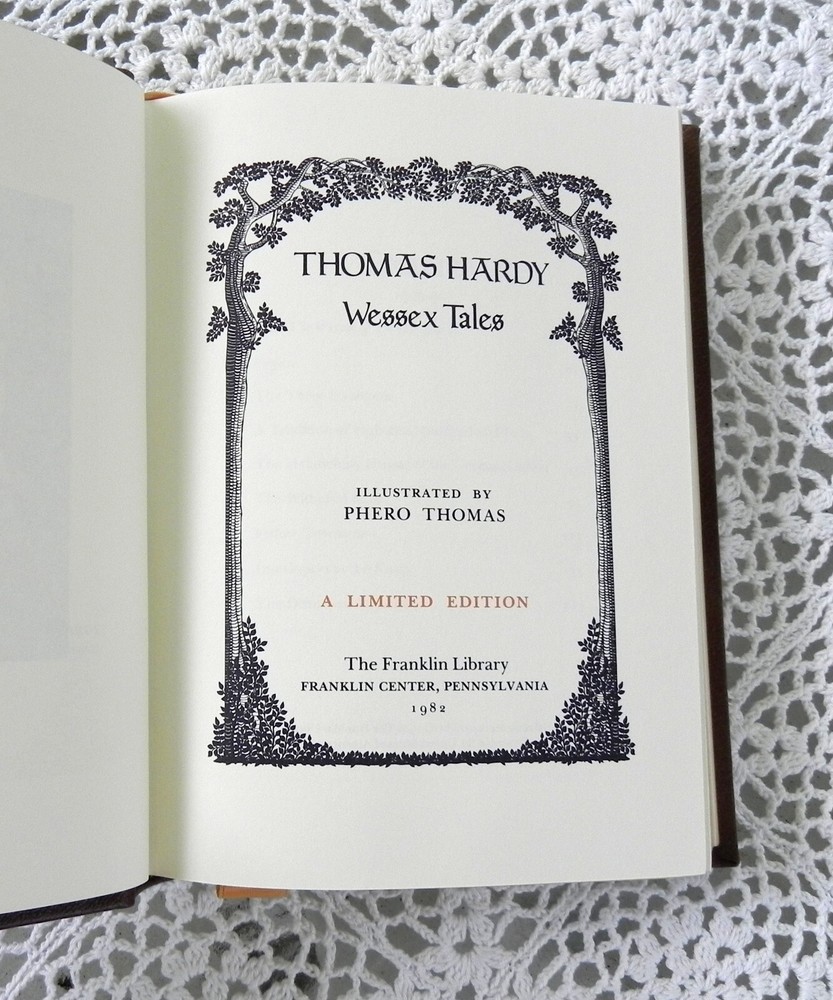 THOMAS HARDY
Wessex Tales
ILLUSTRATED BY
PHERO THOMAS
A LIMITED EDITION
The Franklin Library
FRANKLIN CENTER, PENNSYLVANIA
1982